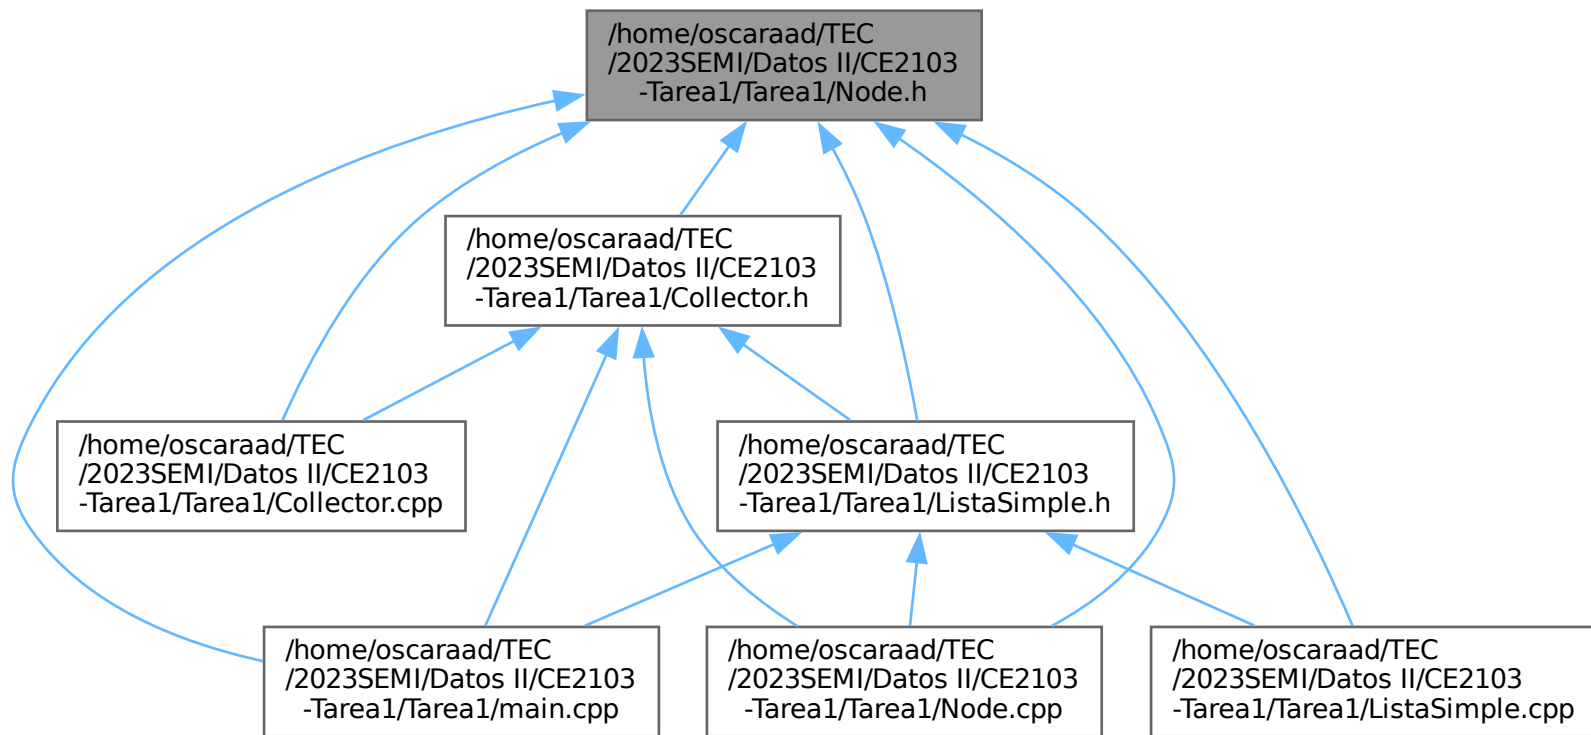 /home/oscaraad/TEC
/2023SEMI/Datos II/CE2103
-Tarea1/Tarea1/Node.h
/home/oscaraad/TEC
/2023SEMI/Datos II/CE2103
-Tarea1/Tarea1/Collector.h
/home/oscaraad/TEC
/2023SEMI/Datos II/CE2103
-Tarea1/Tarea1/Collector.cpp
/home/oscaraad/TEC
/2023SEMI/Datos II/CE2103
-Tarea1/Tarea1/ListaSimple.h
/home/oscaraad/TEC
/2023SEMI/Datos II/CE2103
-Tarea1/Tarea1/main.cpp
/home/oscaraad/TEC
/2023SEMI/Datos II/CE2103
-Tarea1/Tarea1/Node.cpp
/home/oscaraad/TEC
/2023SEMI/Datos II/CE2103
-Tarea1/Tarea1/ListaSimple.cpp